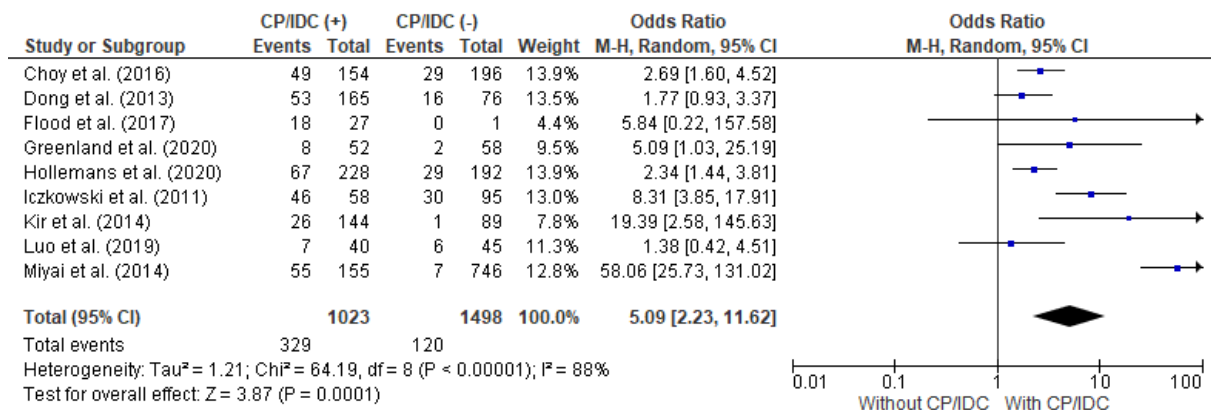 CP/IDC (+) CP/IDC (-) Odds Ratio Odds Ratio
Study or Subgroup Events Total Events Total Weight M-H, Random, 95% CI M-H, Random, 95% CI
Choy et al. (2016) 49 154 29 196 13.9% 2.69 [1.60, 4.52]
Dong et al. (2013) 53 165 16 76 13.5% 1.77 [0.93, 3.37]
Flood et al. (2017) 18 27 0 1 4.4% 5.84 [0.22, 157.58]
Greenland et al. (2020) 8 52 2 58 9.5% 5.09 [1.03, 25.19]
Hollemans et al. (2020) 67 228 29 192 13.9% 2.34 [1.44, 3.81]
Iczkowski et al. (2011) 46 58 30 95 13.0% 8.31 [3.85, 17.91]
Kir et al. (2014) 26 144 1 89 7.8% 19.39 [2.58, 145.63]
Luo et al. (2019) 7 40 6 45 11.3% 1.38 [0.42, 4.51]
Miyai et al. (2014) 55 155 7 746 12.8% 58.06 [25.73, 131.02]
Total (95% CI) 1023 1498 100.0% 5.09 [2.23, 11.62]
Total events 329 120
Heterogeneity: Tau² = 1.21; Chi² = 64.19, df = 8 (P < 0.00001); I² = 88%
Test for overall effect: Z = 3.87 (P = 0.0001)
0.01 0.1 1 10 100
Without CP/IDC With CP/IDC